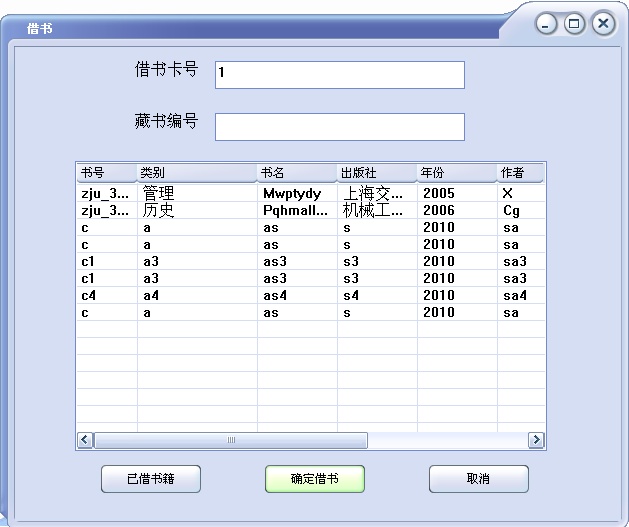 借书
借书卡号 1
藏书编号
书号 类别 书名 出版社 年份 作者
zju_3... 管理 Mwptydy 上海交... 2005 X
zju_3... 历史 Pqhmall... 机械工... 2006 Cg
c a as s 2010 sa
c a as s 2010 sa
c1 a3 as3 s3 2010 sa3
c1 a3 as3 s3 2010 sa3
c4 a4 as4 s4 2010 sa4
c a as s 2010 sa
已借书籍 确定借书 取消